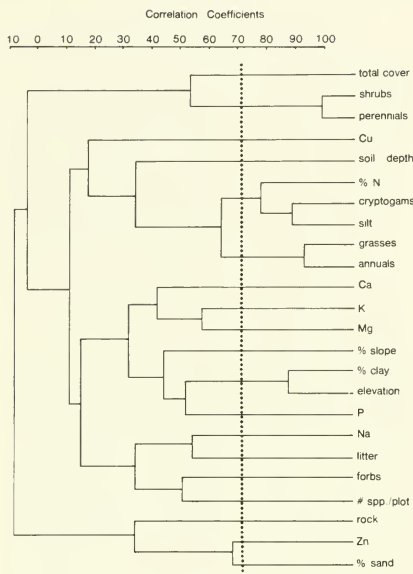 Correlation Coefficients
10 0 10 20 30 40 50 60 70 80 90 100
total cover
shrubs
perennials
Cu
soil depth
% N
cryptogams
silt
grasses
annuals
Ca
K
Mg
% slope
% clay
elevation
P
Na
litter
forbs
# spp./plot
rock
Zn
% sand